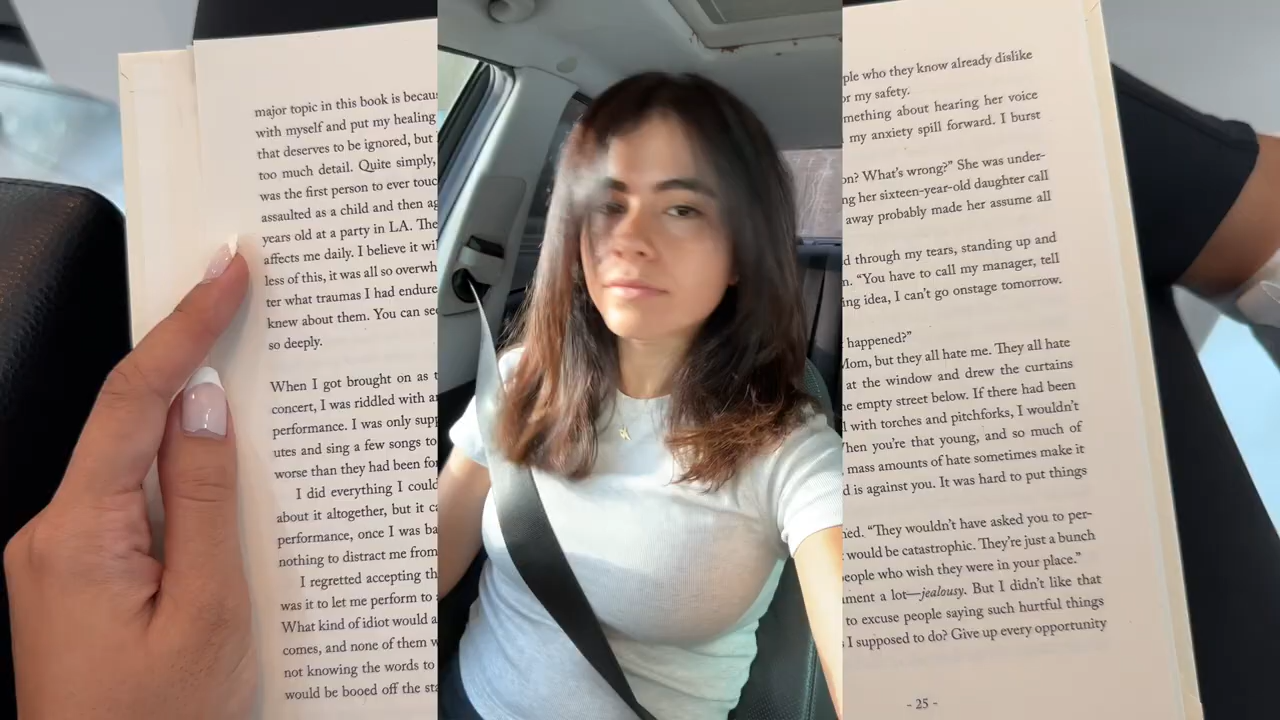 major topic in this book is becau
with myself and put my healing
that deserves to be ignored, but
too much detail. Quite simply,
was the first person to ever touc
assaulted as a child and then ag
years old at a party in LA. The
affects me daily. I believe it wi
less of this, it was all so overwh
ter what traumas I had endure
knew about them. You can see
so deeply.
When I got brought on as t
concert, I was riddled with an
performance. I was only supp
utes and sing a few songs to
worse than they had been for
I did everything I could
about it altogether, but it ca
performance, once I was ba
nothing to distract me from
I regretted accepting th
was it to let me perform to
What kind of idiot would a
comes, and none of them w
not knowing the words to
would be booed off the sta
ple who they know already dislike
or my safety.
mething about hearing her voice
my anxiety spill forward. I burst
on? What's wrong?" She was under-
ng her sixteen-year-old daughter call
away probably made her assume all
d through my tears, standing up and
n. "You have to call my manager, tell
ing idea, I can't go onstage tomorrow.
happened?"
Mom, but they all hate me. They all hate
at the window and drew the curtains
e empty street below. If there had been
l with torches and pitchforks, I wouldn't
hen you're that young, and so much of
mass amounts of hate sometimes make it
d is against you. It was hard to put things
ned. "They wouldn't have asked you to per-
would be catastrophic. They're just a bunch
people who wish they were in your place."
ment a lot—jealousy. But I didn't like that
to excuse people saying such hurtful things
I supposed to do? Give up every opportunity
- 25 -